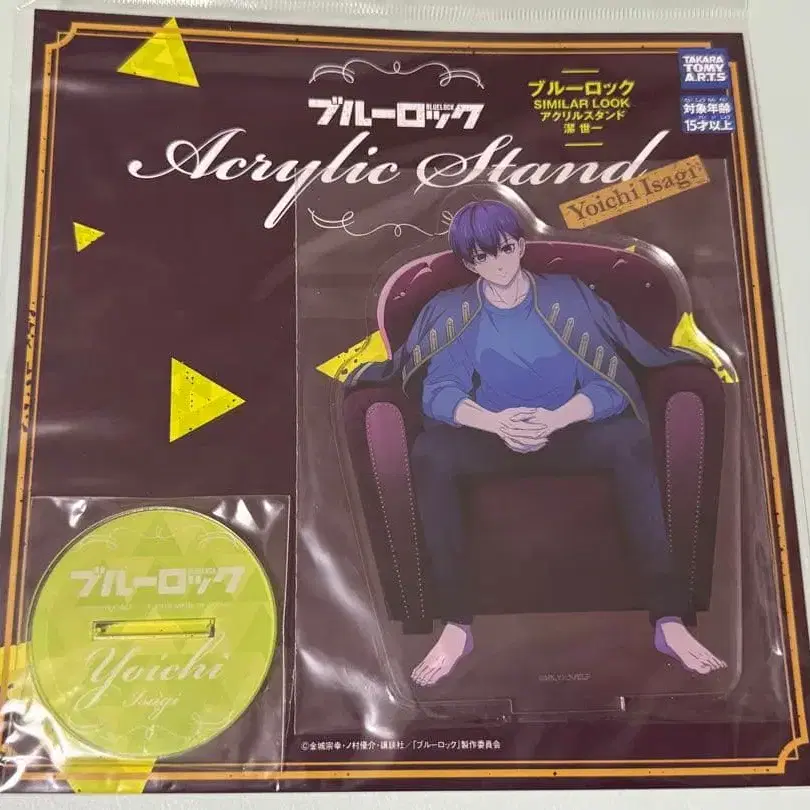 TAKARA
TOMY
A.R.T.S
対象年齢
15才以上
ブルーロック
SIMILAR LOOK
アクリルスタンド
潔 世一
BLUELOCK
ブルーロック
Acrylic Stand
Yoichi Isagi
ブルーロック
Yoichi
Isagi
©金城宗幸・ノ村優介・講談社/「ブルーロック」製作委員会